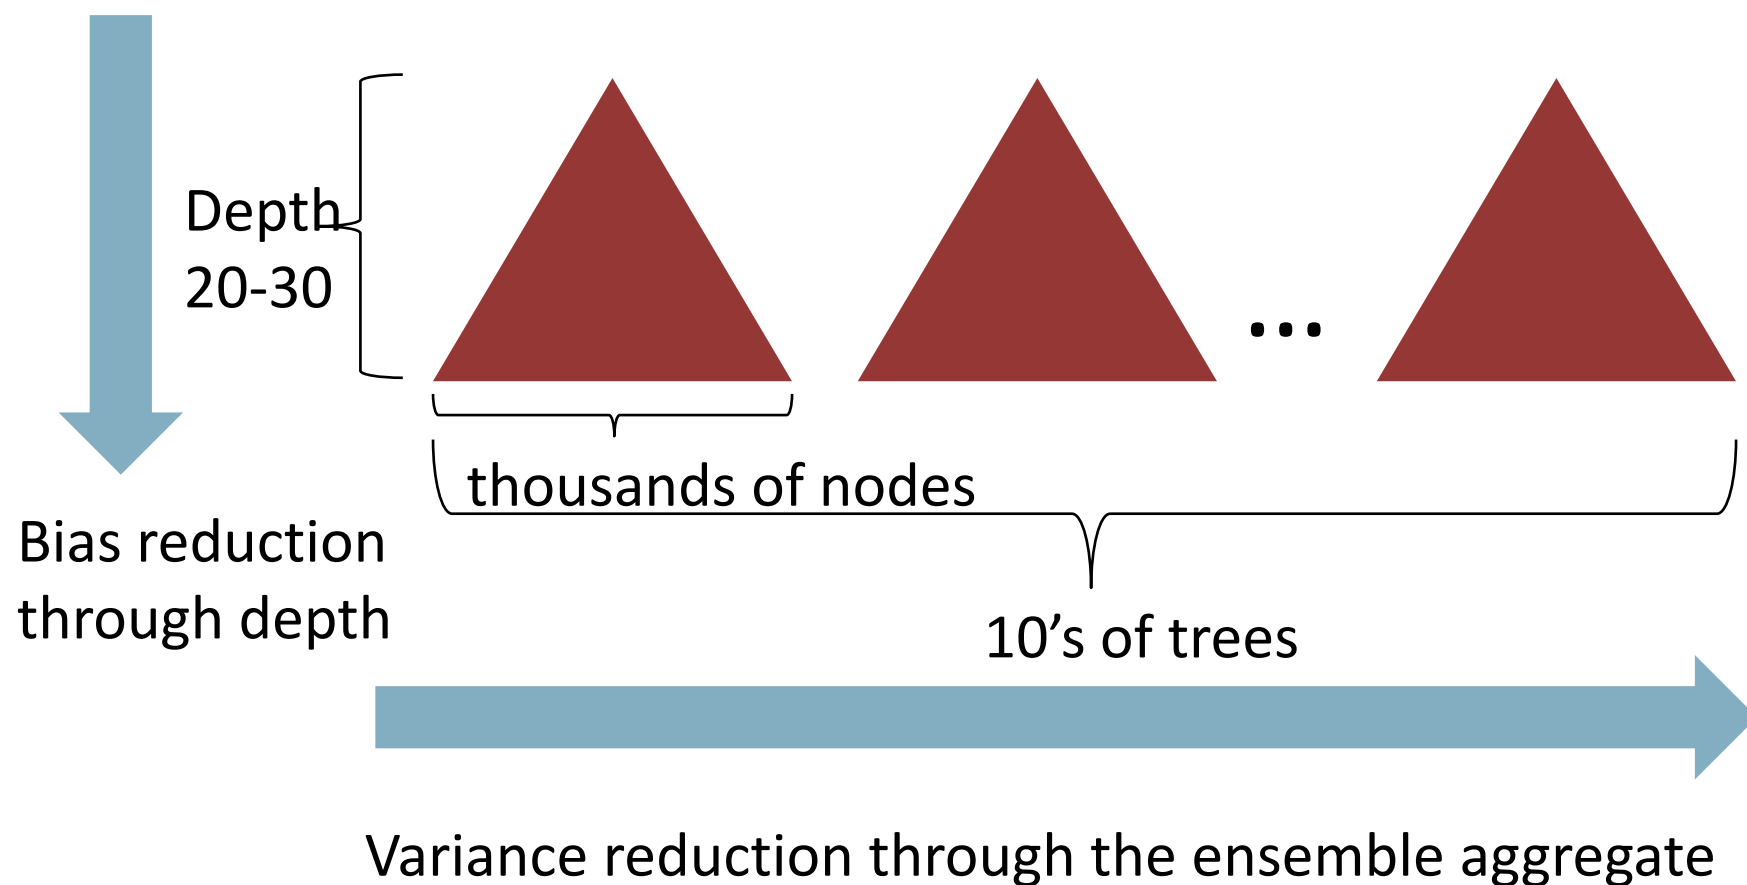 Depth
20-30
...
thousands of nodes
Bias reduction
through depth
10’s of trees
Variance reduction through the ensemble aggregate